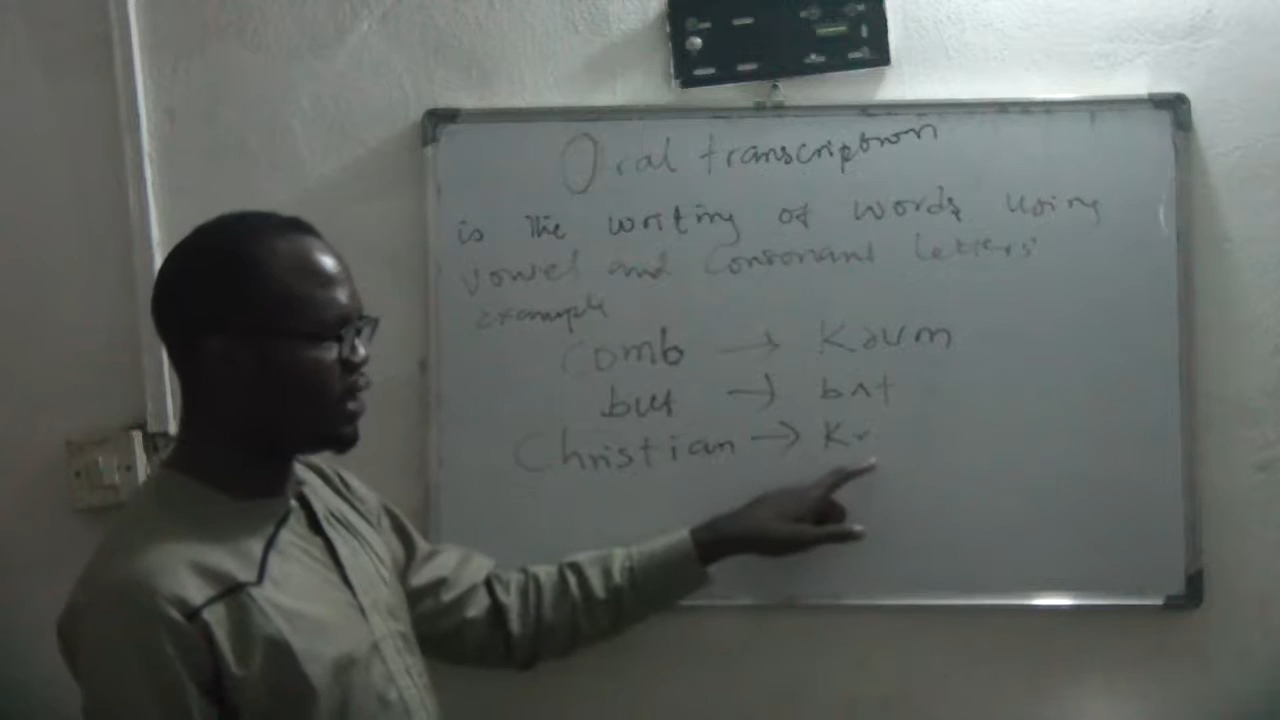 Oral transcription
is the writing of words using
vowel and consonant letters
example
Comb → Kəʊm
but → bʌt
Christian → Kr